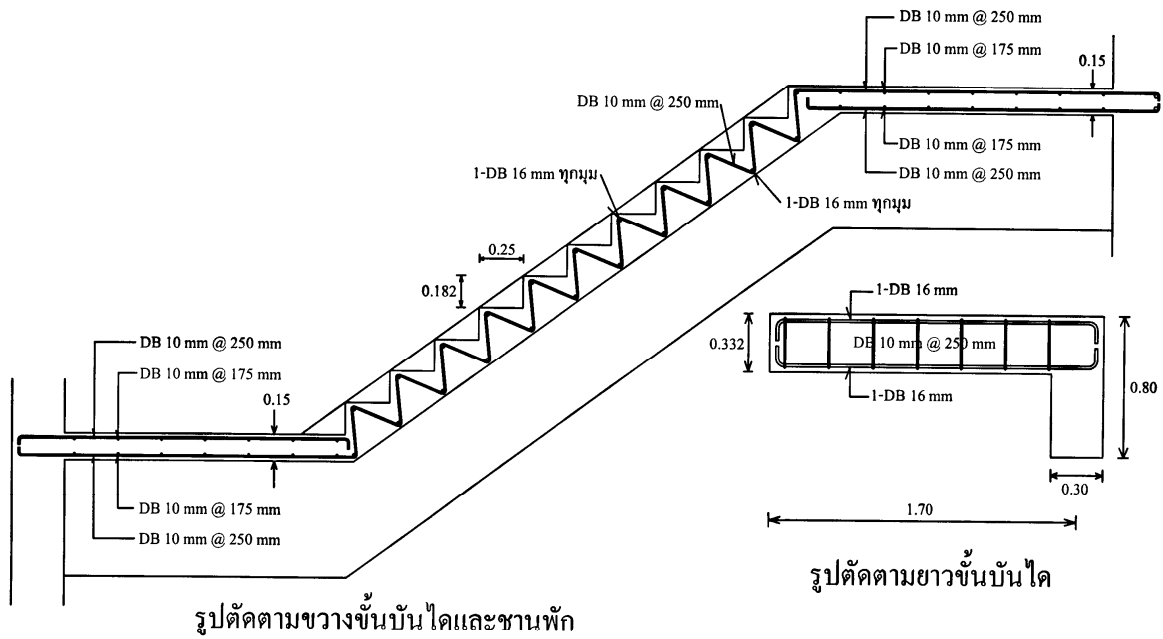 DB 10 mm @ 250 mm
DB 10 mm @ 175 mm
0.15
DB 10 mm @ 250 mm
DB 10 mm @ 175 mm
DB 10 mm @ 250 mm
1-DB 16 mm ทุกมุม
1-DB 16 mm ทุกมุม
0.25
0.182
1-DB 16 mm
0.332
DB 10 mm @ 250 mm
1-DB 16 mm
0.80
0.30
1.70
DB 10 mm @ 250 mm
DB 10 mm @ 175 mm
0.15
DB 10 mm @ 175 mm
DB 10 mm @ 250 mm
รูปตัดตามยาวขั้นบันได
รูปตัดตามขวางขั้นบันไดและชานพัก